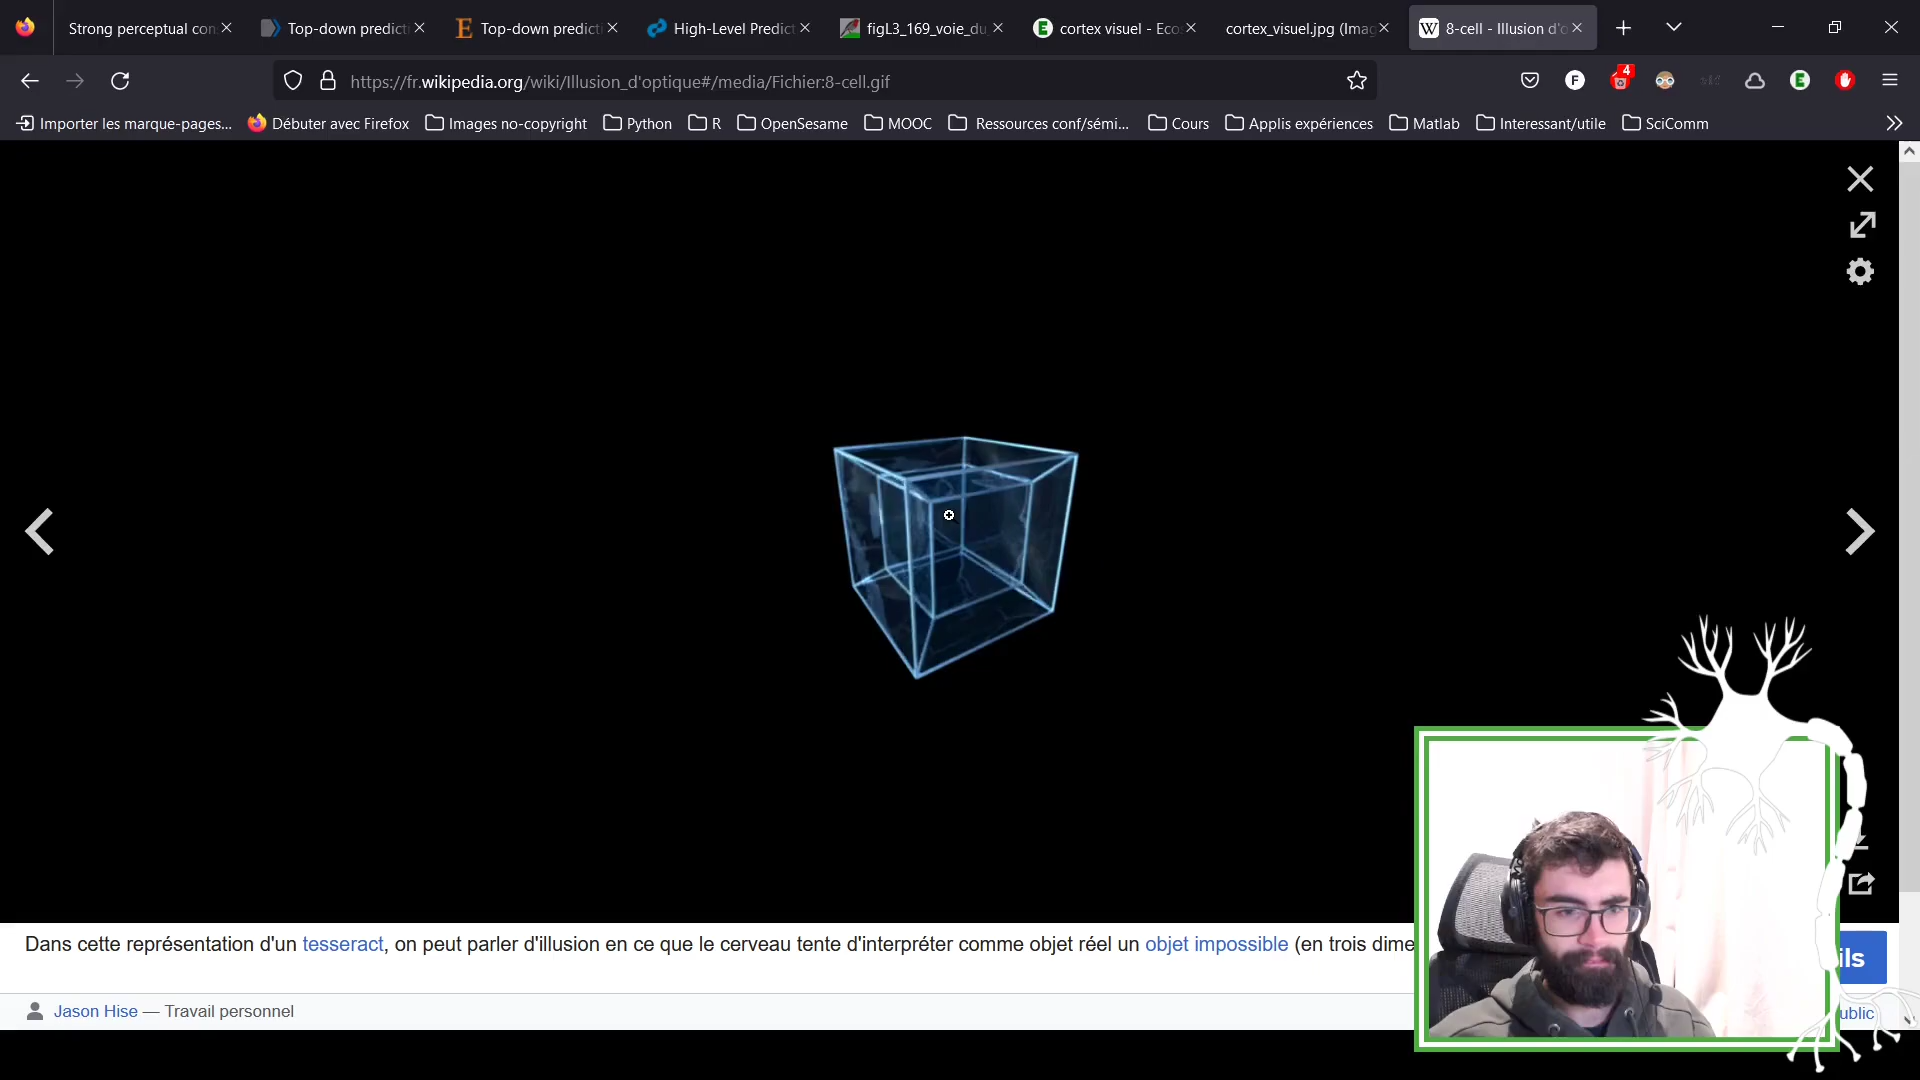 Strong perceptual con
Top-down predict
Top-down predict
High-Level Predict
figL3_169_voie_du
cortex visuel - Eco
cortex_visuel.jpg (Imag
W 8-cell - Illusion d'o
https://fr.wikipedia.org/wiki/Illusion_d'optique#/media/Fichier:8-cell.gif
F
4
E
Importer les marque-pages...
Débuter avec Firefox
Images no-copyright
Python
R
OpenSesame
MOOC
Ressources conf/sémi...
Cours
Applis expériences
Matlab
Interessant/utile
SciComm
Dans cette représentation d'un tesseract, on peut parler d'illusion en ce que le cerveau tente d'interpréter comme objet réel un objet impossible (en trois dime
ils
Jason Hise — Travail personnel
ublic